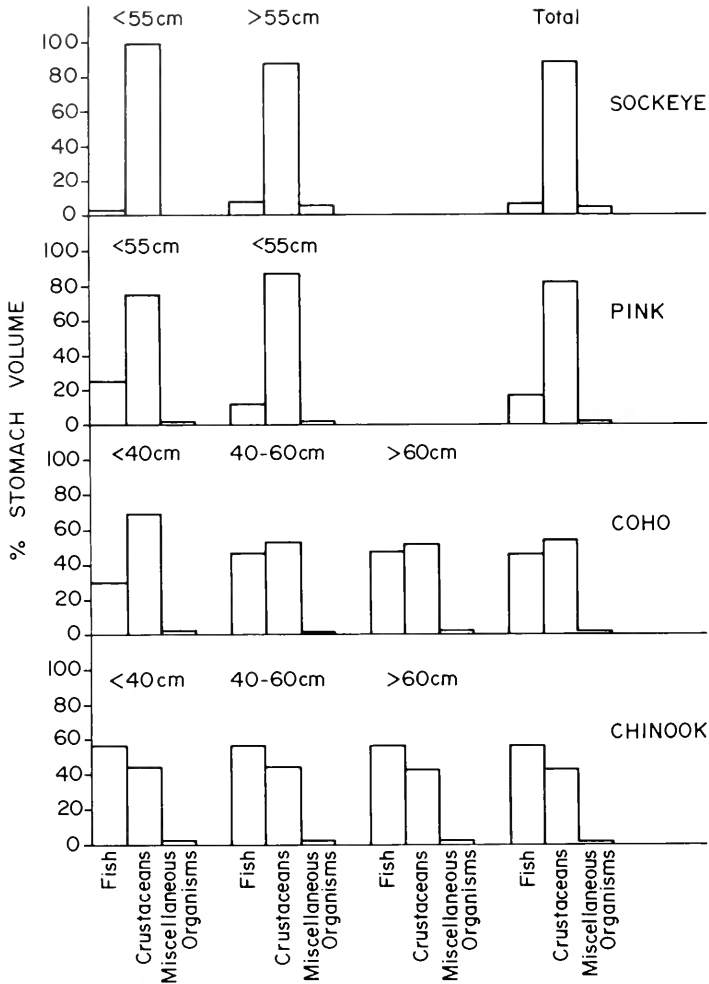 <55cm >55cm Total
100
80
60
40
20
0
SOCKEYE
<55cm <55cm
100
80
60
40
20
0
PINK
<40cm 40-60cm >60cm
100
80
60
40
20
0
COHO
<40cm 40-60cm >60cm
100
80
60
40
20
0
CHINOOK
% STOMACH VOLUME
Fish
Crustaceans
Miscellaneous
Organisms
Fish
Crustaceans
Miscellaneous
Organisms
Fish
Crustaceans
Miscellaneous
Organisms
Fish
Crustaceans
Miscellaneous
Organisms